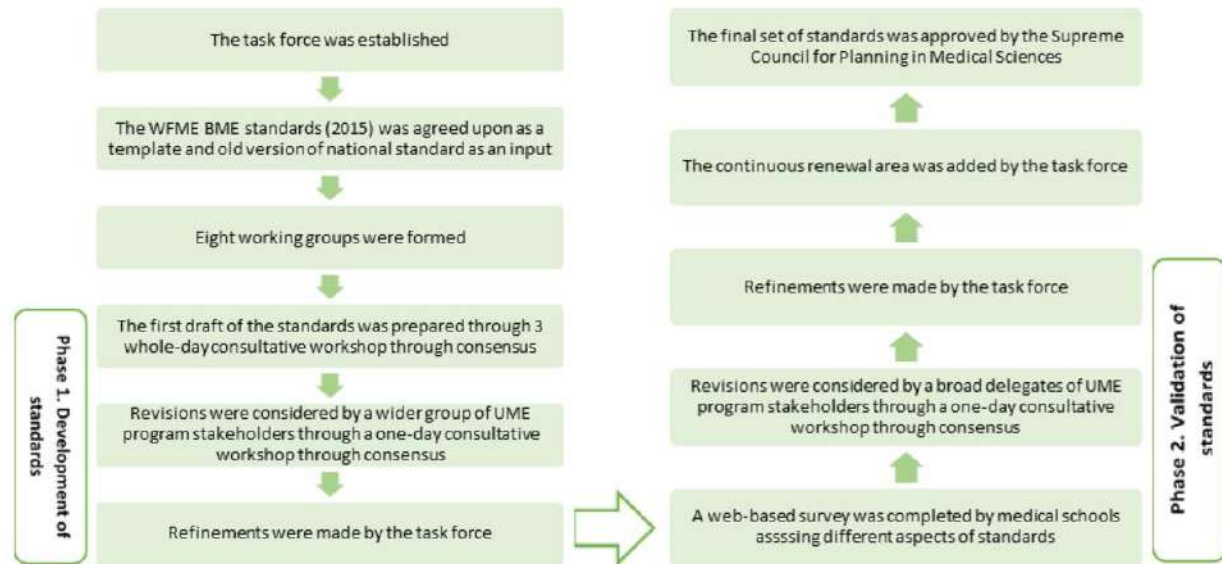 The task force was established
The WFME BME standards (2015) was agreed upon as a
template and old version of national standard as an input
Eight working groups were formed
The first draft of the standards was prepared through 3
whole-day consultative workshop through consensus
Revisions were considered by a wider group of UME
program stakeholders through a one-day consultative
workshop through consensus
Refinements were made by the task force
Phase 1. Development of
standards
A web-based survey was completed by medical schools
asssing different aspects of standards
Revisions were considered by a broad delegates of UME
program stakeholders through a one-day consultative
workshop through consensus
Refinements were made by the task force
The continuous renewal area was added by the task force
The final set of standards was approved by the Supreme
Council for Planning in Medical Sciences
Phase 2. Validation of
standards